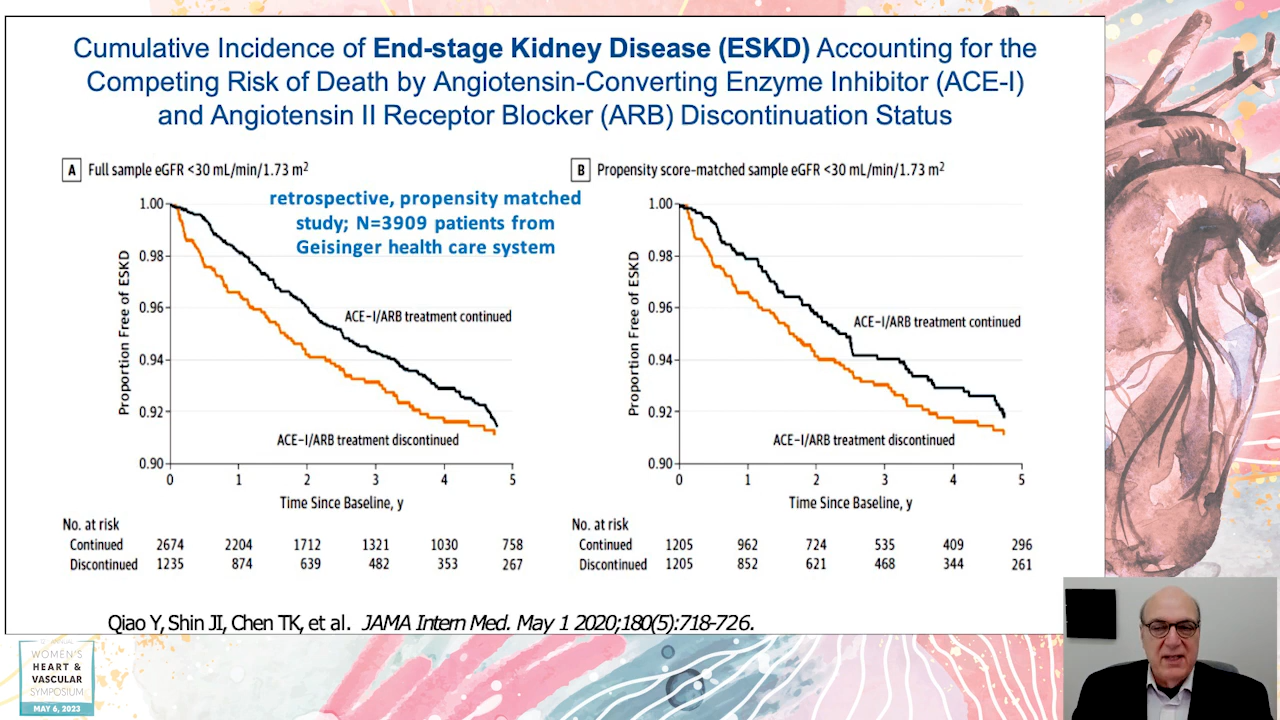 Cumulative Incidence of End-stage Kidney Disease (ESKD) Accounting for the
Competing Risk of Death by Angiotensin-Converting Enzyme Inhibitor (ACE-I)
and Angiotensin II Receptor Blocker (ARB) Discontinuation Status
A Full sample eGFR <30 mL/min/1.73 m²
retrospective, propensity matched
study; N=3909 patients from
Geisinger health care system
Proportion Free of ESKD
1.00
0.98
0.96
0.94
0.92
0.90
ACE-I/ARB treatment continued
ACE-I/ARB treatment discontinued
0 1 2 3 4 5
Time Since Baseline, y
No. at risk
Continued 2674 2204 1712 1321 1030 758
Discontinued 1235 874 639 482 353 267
B Propensity score-matched sample eGFR <30 mL/min/1.73 m²
Proportion Free of ESKD
1.00
0.98
0.96
0.94
0.92
0.90
ACE-I/ARB treatment continued
ACE-I/ARB treatment discontinued
0 1 2 3 4 5
Time Since Baseline, y
No. at risk
Continued 1205 962 724 535 409 296
Discontinued 1205 852 621 468 344 261
Qiao Y, Shin JI, Chen TK, et al. JAMA Intern Med. May 1 2020;180(5):718-726.
WOMEN'S
HEART &
VASCULAR
SYMPOSIUM
MAY 6, 2023